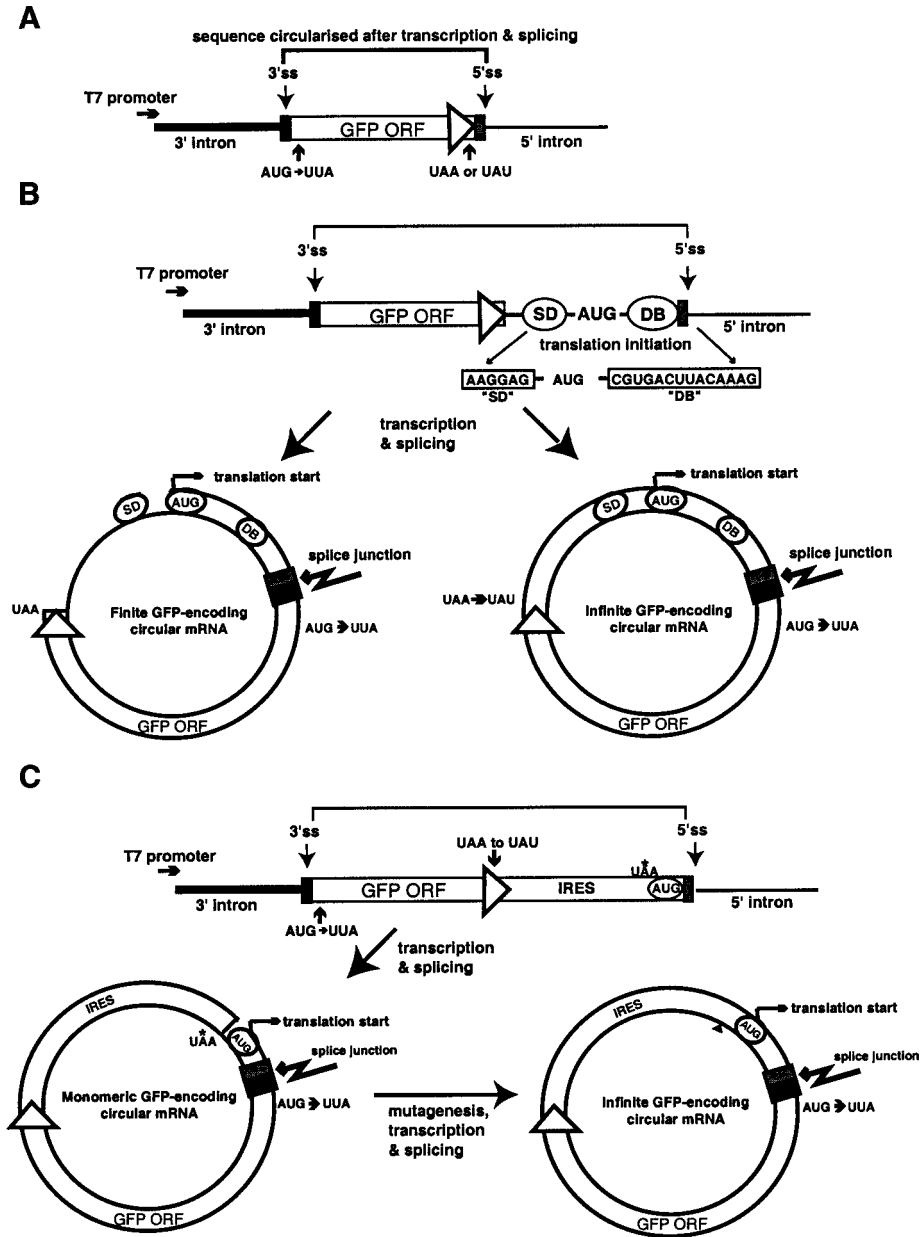 A
sequence circularised after transcription & splicing
3'ss
5'ss
T7 promoter
GFP ORF
3' intron
5' intron
AUG→UUA
UAA or UAU
B
3'ss
5'ss
T7 promoter
GFP ORF
SD
AUG
DB
3' intron
5' intron
translation initiation
AAGGAG
AUG
CGUGACUUACAAAG
"SD"
"DB"
transcription
& splicing
translation start
SD
AUG
DB
splice junction
UAA
Finite GFP-encoding
circular mRNA
AUG→UUA
GFP ORF
translation start
SD
AUG
DB
splice junction
UAA→UAU
Infinite GFP-encoding
circular mRNA
AUG→UUA
GFP ORF
C
3'ss
5'ss
UAA to UAU
T7 promoter
*
UAA
GFP ORF
IRES
AUG
3' intron
5' intron
AUG→UUA
transcription
& splicing
IRES
translation start
*
UAA
AUG
splice junction
Monomeric GFP-encoding
circular mRNA
AUG→UUA
GFP ORF
mutagenesis,
transcription
& splicing
IRES
translation start
AUG
splice junction
Infinite GFP-encoding
circular mRNA
AUG→UUA
GFP ORF